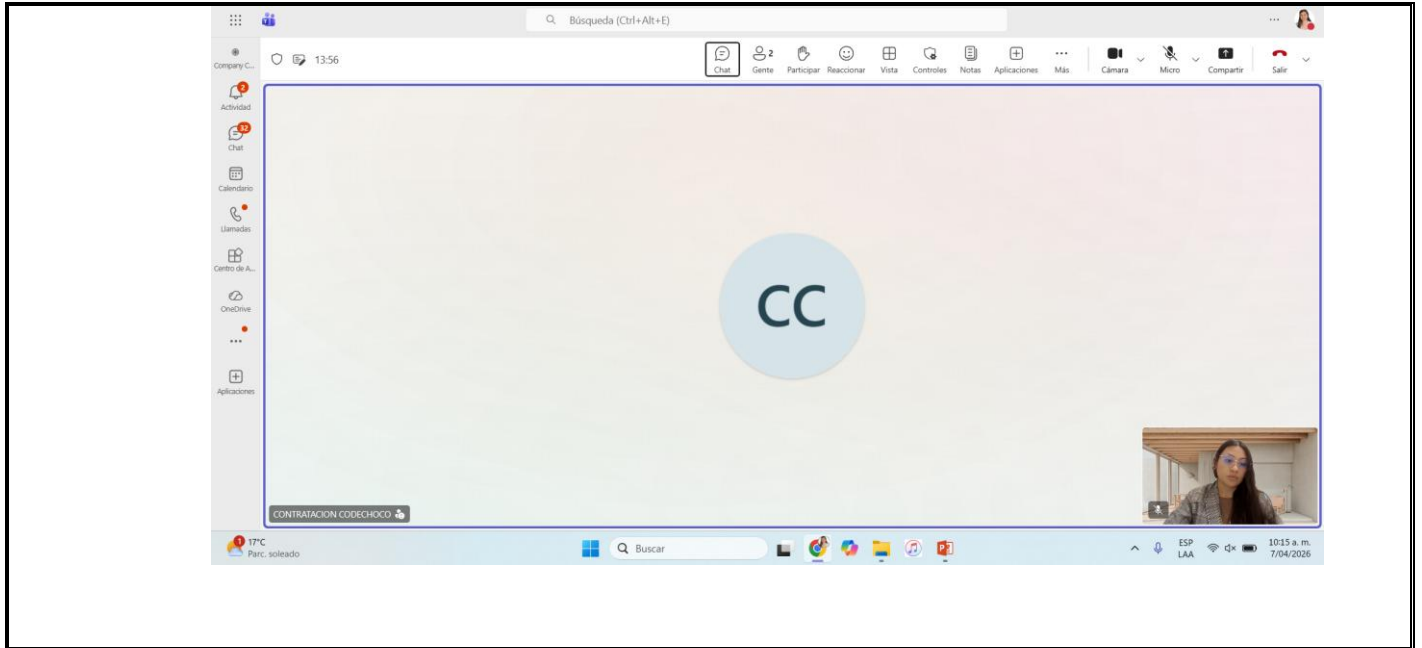 Búsqueda (Ctrl+Alt+E)
Company C...
13:56
Chat
2
Gente
Participar
Reaccionar
Vista
Controles
Notas
Aplicaciones
Más
Cámara
Micro
Compartir
Salir
2
Actividad
32
Chat
Calendario
Llamadas
Centro de A...
OneDrive
Aplicaciones
CC
CONTRATACION CODECHOCO
1
17°C
Parc. soleado
Buscar
ESP
LAA
10:15 a. m.
7/04/2026